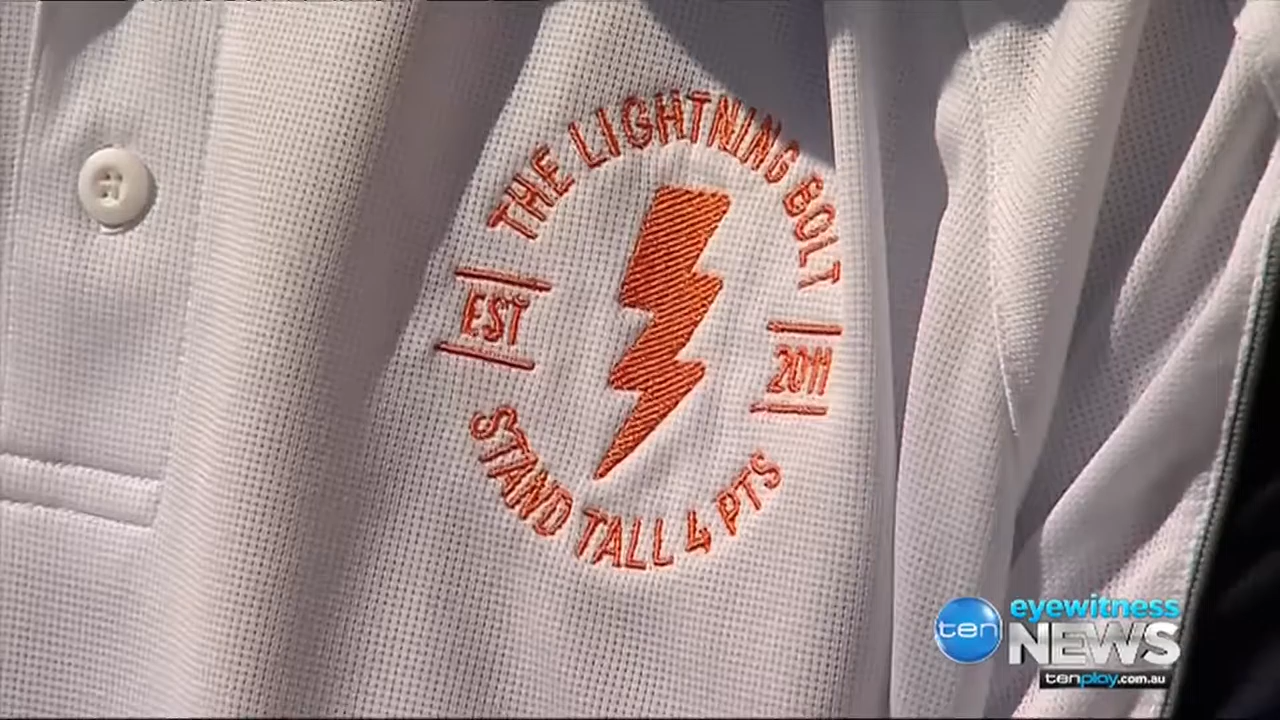 THE LIGHTNING BOLT
EST
2011
STAND TALL 4 PTS
ten
eyewitness
NEWS
tenplay.com.au